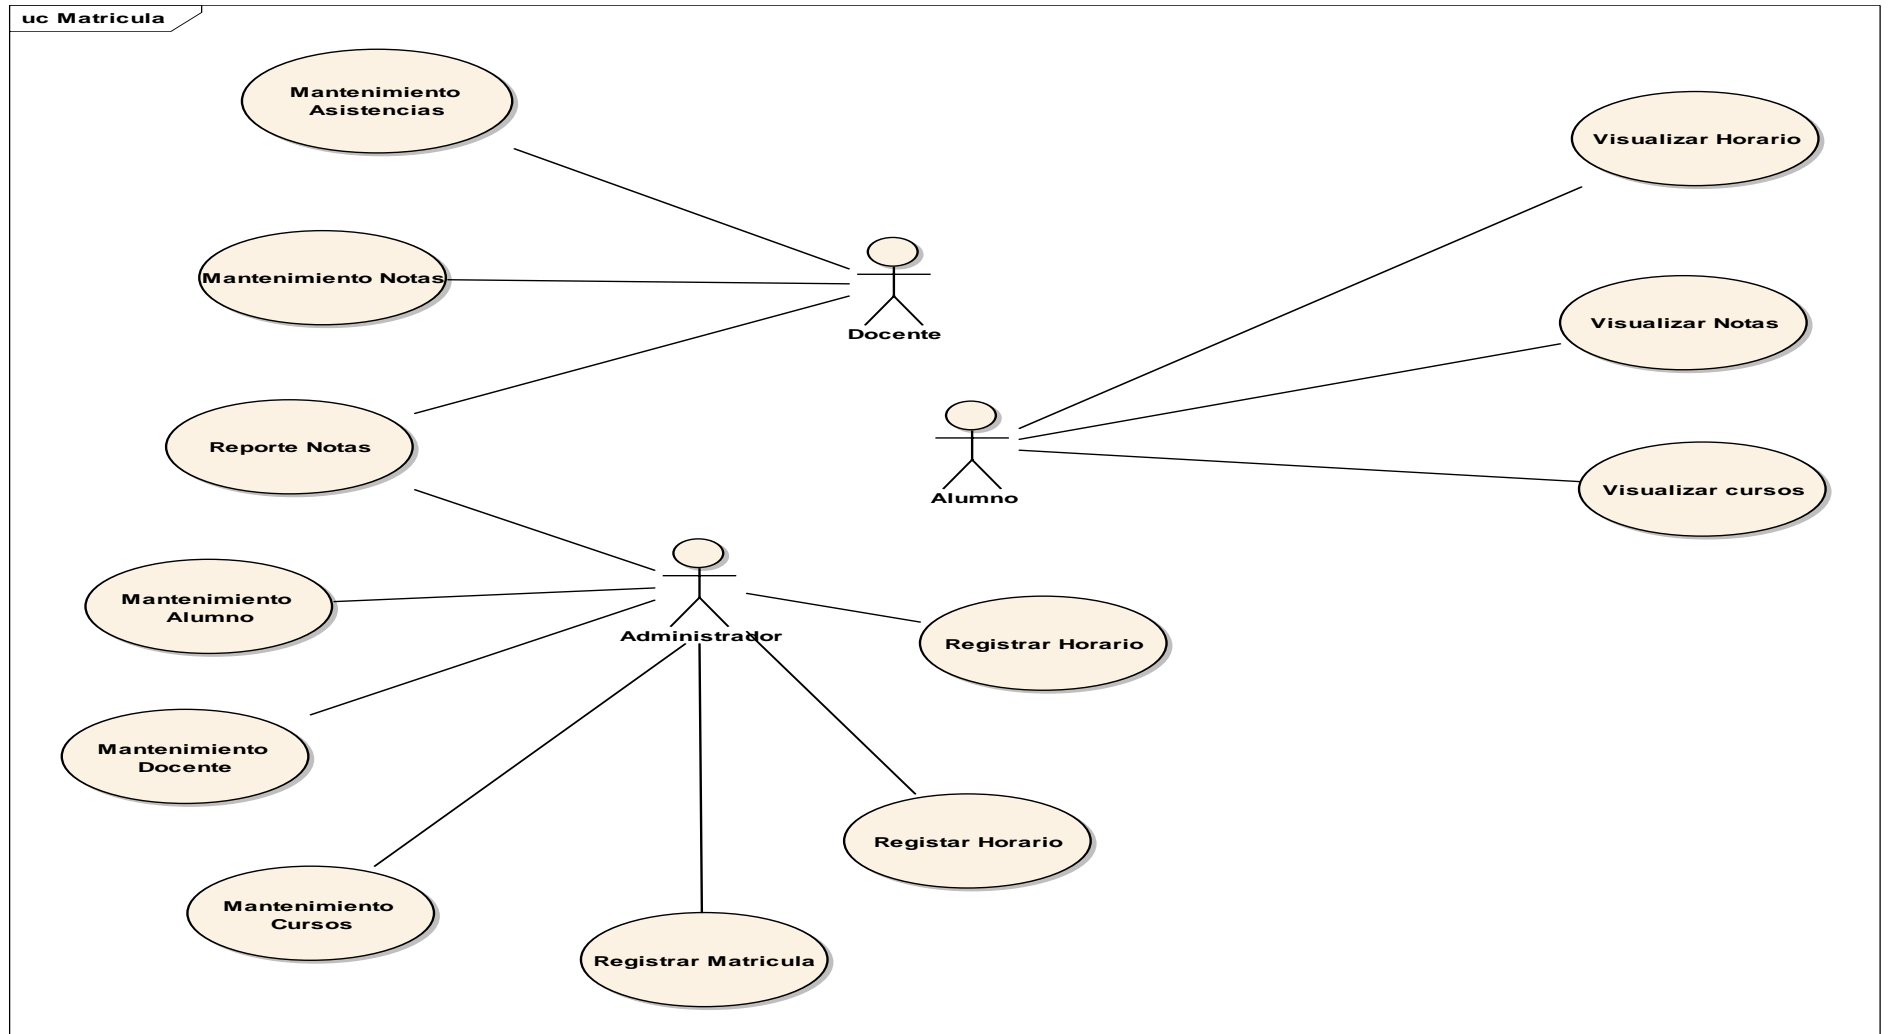 uc Matricula
Mantenimiento
Asistencias
Visualizar Horario
Mantenimiento Notas
Docente
Visualizar Notas
Reporte Notas
Alumno
Visualizar cursos
Mantenimiento
Alumno
Administrador
Registrar Horario
Mantenimiento
Docente
Registar Horario
Mantenimiento
Cursos
Registrar Matricula